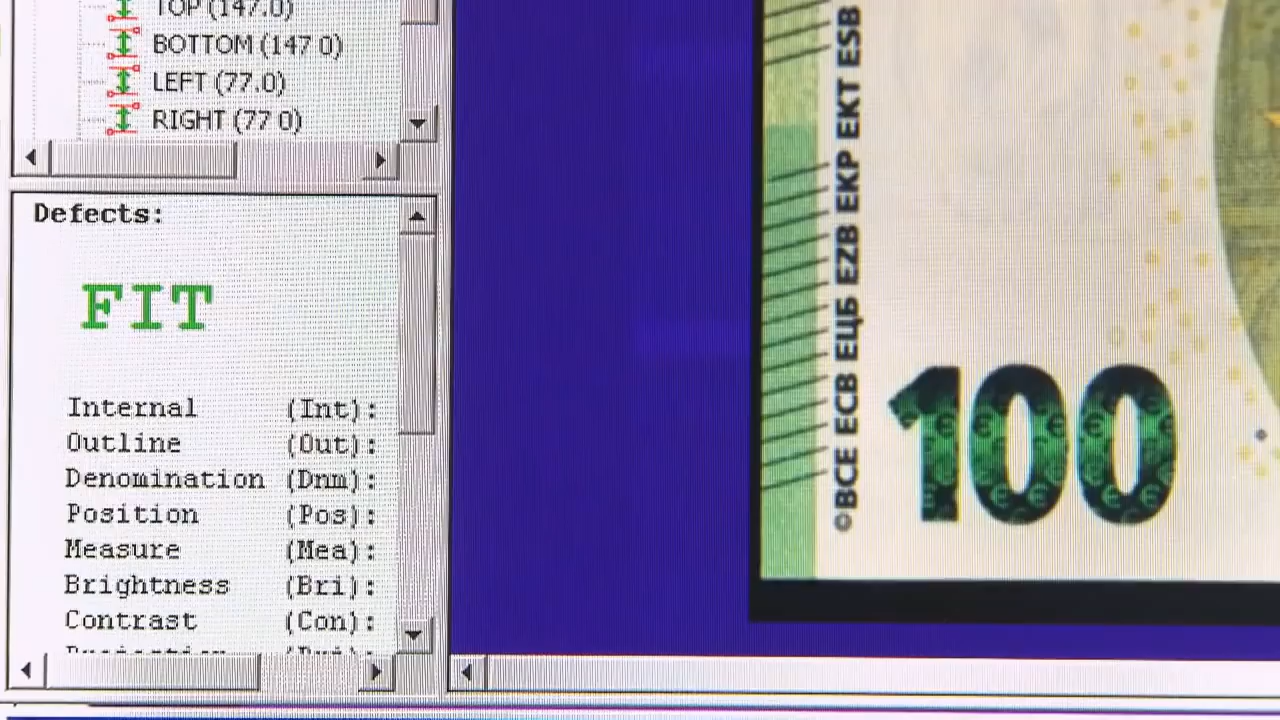 TOP (147.0)
BOTTOM (147 0)
LEFT (77.0)
RIGHT (77 0)
Defects:
FIT
Internal (Int):
Outline (Out):
Denomination (Dnm):
Position (Pos):
Measure (Mea):
Brightness (Bri):
Contrast (Con):
©BCE ECB ЕЦБ EZB EKP EKT ESB
100